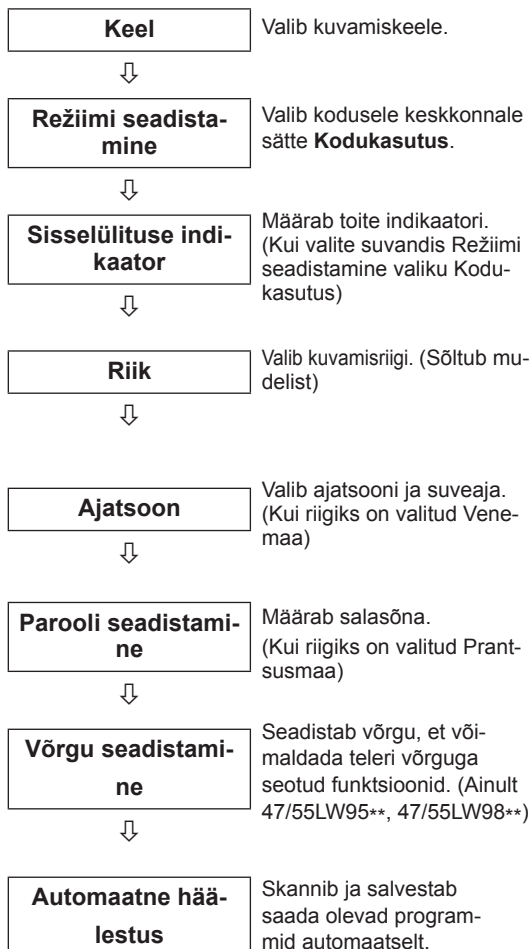 Keel
Valib kuvamiskeele.
Režiimi seadista-
mine
Valib kodusele keskkonnale
sätte Kodukasutus.
Sisselülituse indi-
kaator
Määrab toite indikaatori.
(Kui valite suvandis Režiimi
seadistamine valiku Kodu-
kasutus)
Riik
Valib kuvamisriigi. (Sõltub mu-
delist)
Ajatsoon
Valib ajatsooni ja suveaja.
(Kui riigiks on valitud Vene-
maa)
Parooli seadistami-
ne
Määrab salasõna.
(Kui riigiks on valitud Prant-
susmaa)
Võrgu seadistami-
ne
Seadistab võrgu, et või-
maldada teleri võrguga
seotud funktsioonid. (Ainult
47/55LW95**, 47/55LW98**)
Automaatne hää-
lestus
Skannib ja salvestab
saada olevad program-
mid automaatselt.